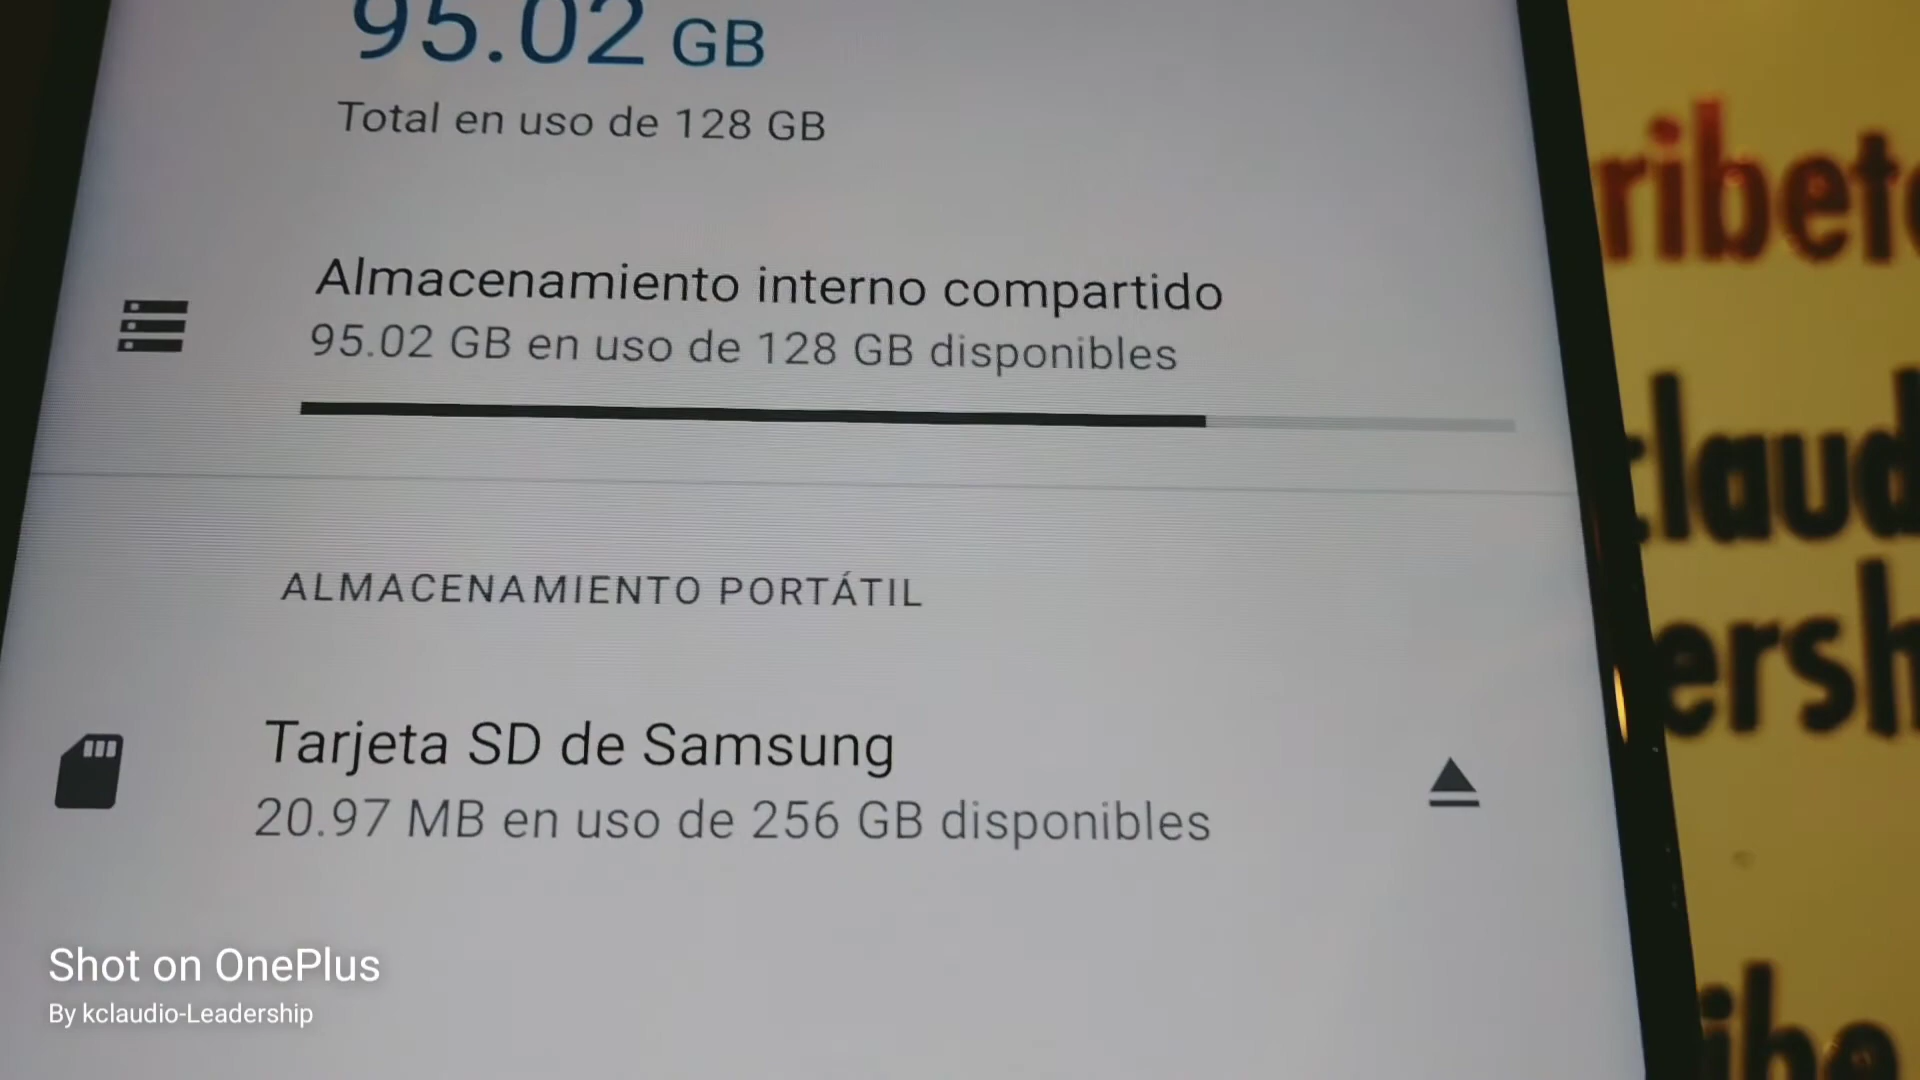 95.02 GB
Total en uso de 128 GB
Almacenamiento interno compartido
95.02 GB en uso de 128 GB disponibles
ALMACENAMIENTO PORTÁTIL
Tarjeta SD de Samsung
20.97 MB en uso de 256 GB disponibles
Shot on OnePlus
By kclaudio-Leadership